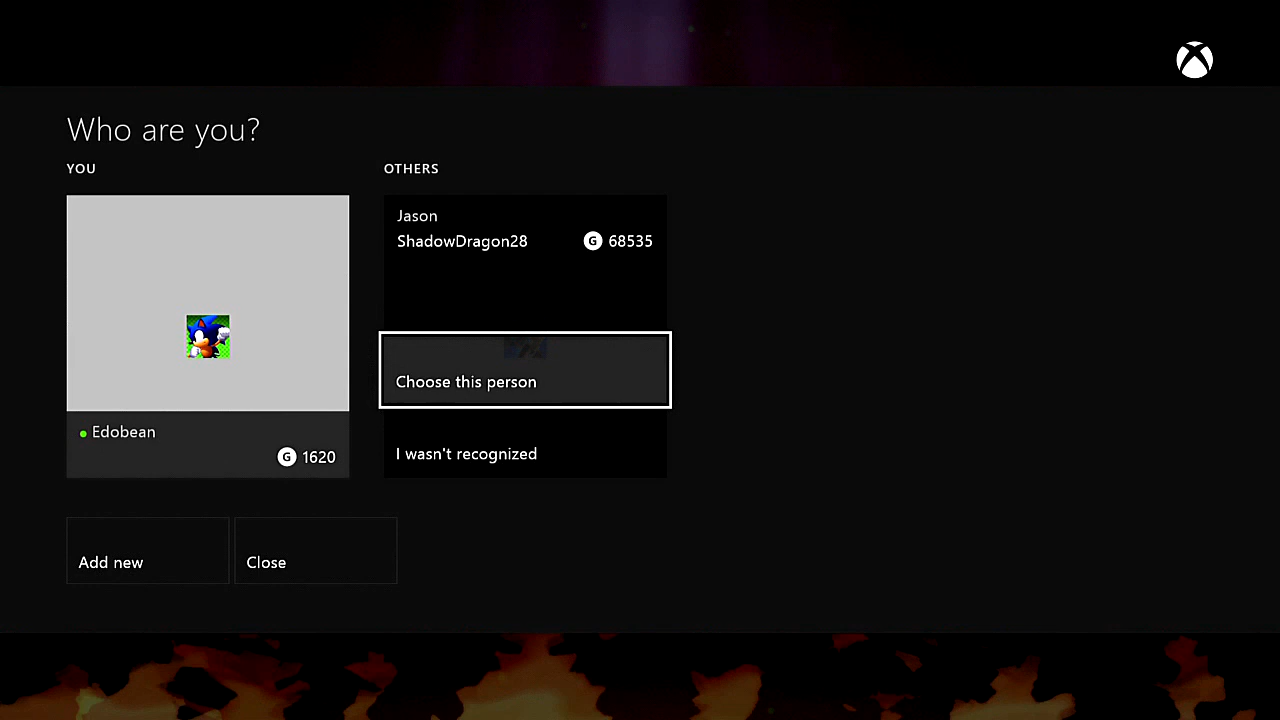 Who are you?
YOU
OTHERS
Edobean
G 1620
Jason
ShadowDragon28
G 68535
Choose this person
I wasn't recognized
Add new
Close